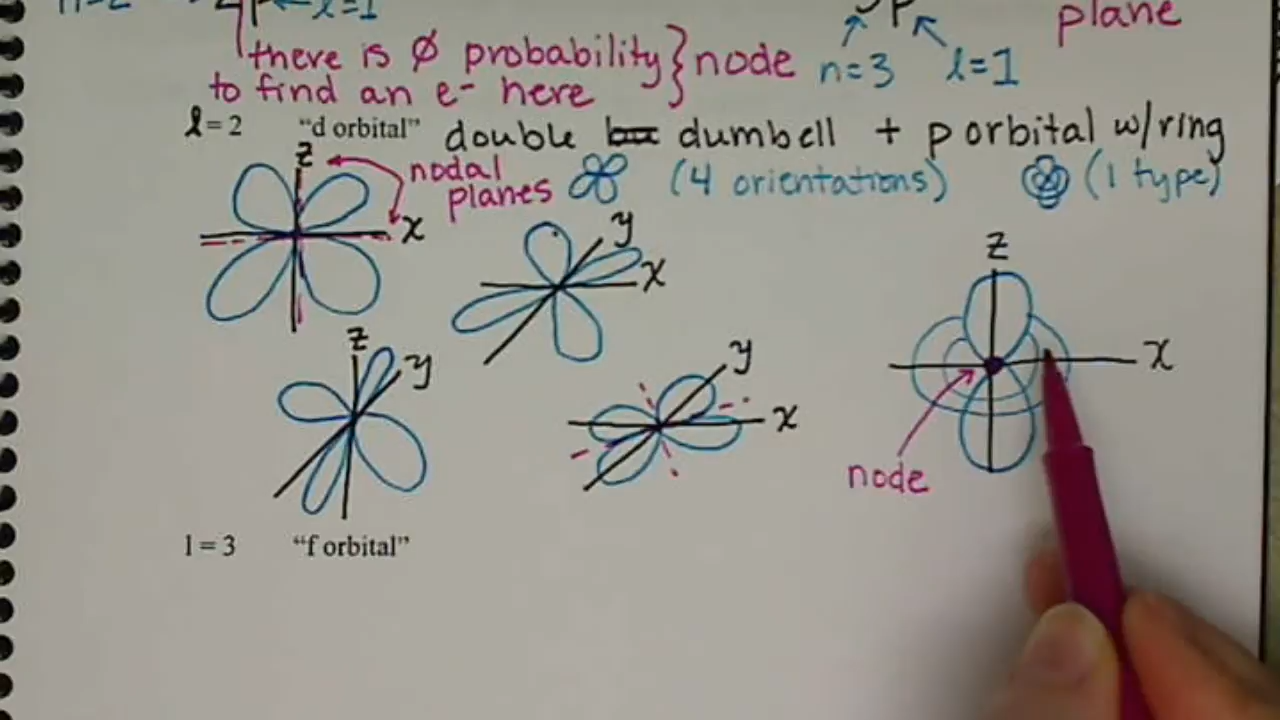 l=1
plane
there is ∅ probability } node
n=3 l=1
to find an e- here
l = 2 "d orbital" double dumbell + p orbital w/ring
z nodal planes (4 orientations) (1 type)
x
y
x
z
x
z
y
y
x
node
l = 3 "f orbital"